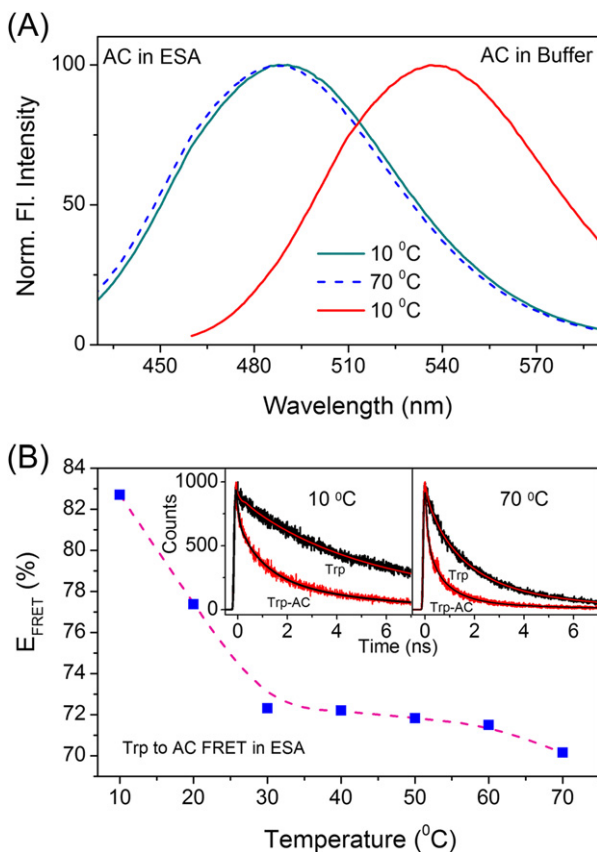 (A)
AC in ESA
AC in Buffer
100
50
0
Norm. Fl. Intensity
10 ⁰C
70 ⁰C
10 ⁰C
450 480 510 540 570
Wavelength (nm)
(B)
84
82
80
78
76
74
72
70
E_FRET (%)
1000
500
0
Counts
10 ⁰C
Trp
Trp-AC
70 ⁰C
Trp
Trp-AC
0 2 4 6 0 2 4 6
Time (ns)
Trp to AC FRET in ESA
10 20 30 40 50 60 70
Temperature (⁰C)